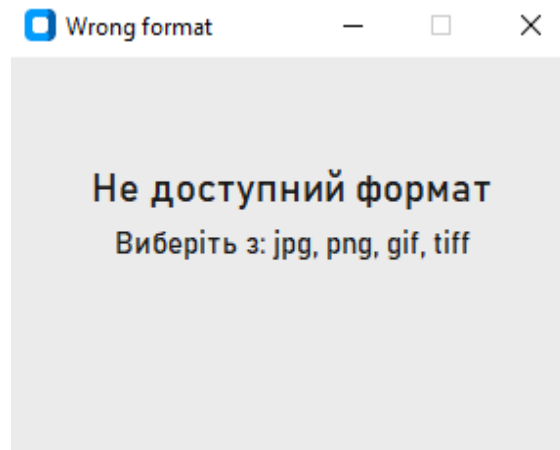 Wrong format
Не доступний формат
Виберіть з: jpg, png, gif, tiff